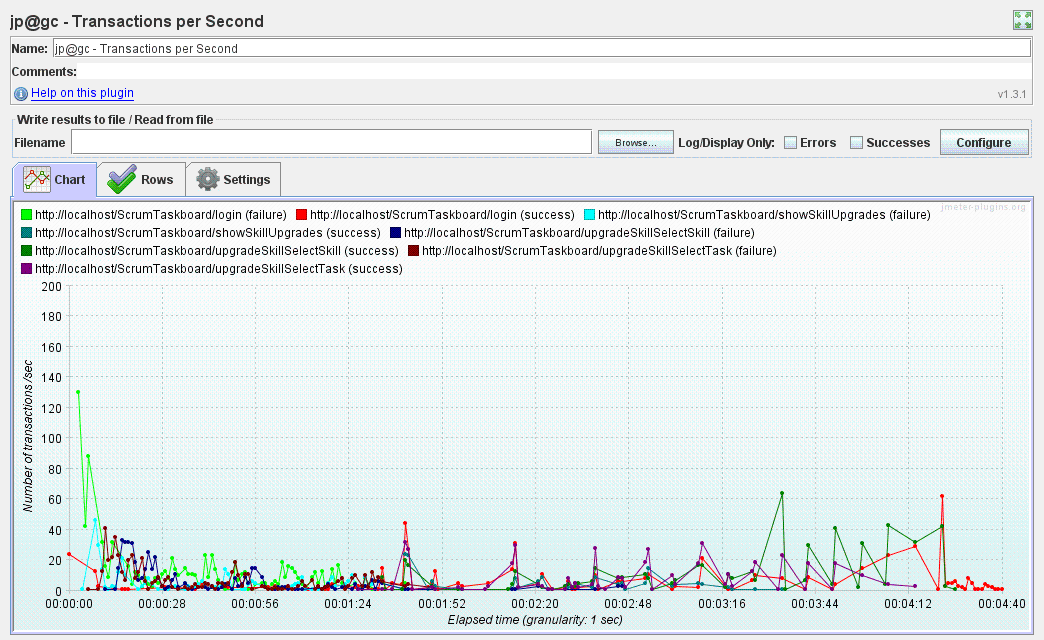 jp@gc - Transactions per Second
Name: jp@gc - Transactions per Second
Comments:
Help on this plugin v1.3.1
Write results to file / Read from file
Filename Browse... Log/Display Only: Errors Successes Configure
Chart Rows Settings
jmeter-plugins.org
http://localhost/ScrumTaskboard/login (failure) http://localhost/ScrumTaskboard/login (success) http://localhost/ScrumTaskboard/showSkillUpgrades (failure)
http://localhost/ScrumTaskboard/showSkillUpgrades (success) http://localhost/ScrumTaskboard/upgradeSkillSelectSkill (failure)
http://localhost/ScrumTaskboard/upgradeSkillSelectSkill (success) http://localhost/ScrumTaskboard/upgradeSkillSelectTask (failure)
http://localhost/ScrumTaskboard/upgradeSkillSelectTask (success)
200
180
160
140
120
100
80
60
40
20
0
Number of transactions /sec
00:00:00 00:00:28 00:00:56 00:01:24 00:01:52 00:02:20 00:02:48 00:03:16 00:03:44 00:04:12 00:04:40
Elapsed time (granularity: 1 sec)